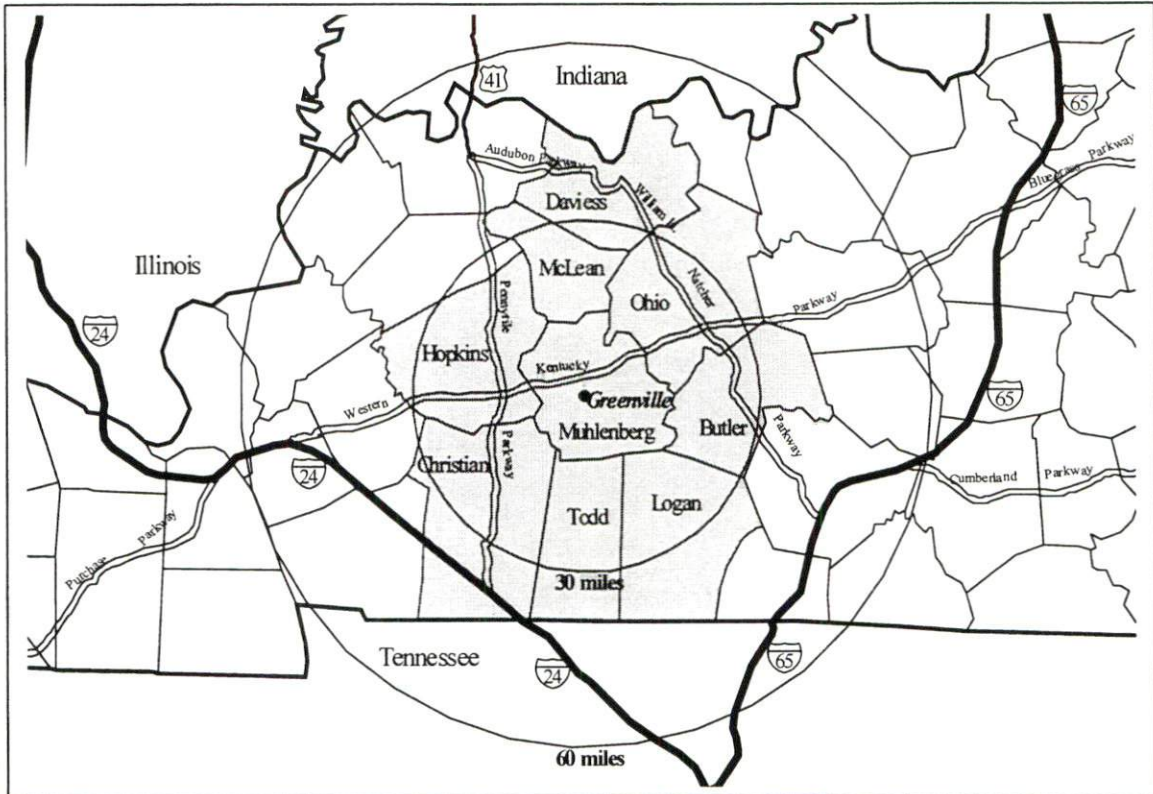 41
Indiana
65
Audubon Parkway
Bluegrass Parkway
Daviess
William H.
Illinois
McLean
Natcher
Pennyrile
Ohio
Parkway
24
Hopkins
Kentucky
Western
Greenville
65
Muhlenberg
Butler
Parkway
Christian
Parkway
24
Cumberland Parkway
Logan
Todd
Purchase Parkway
30 miles
Tennessee
24
65
60 miles